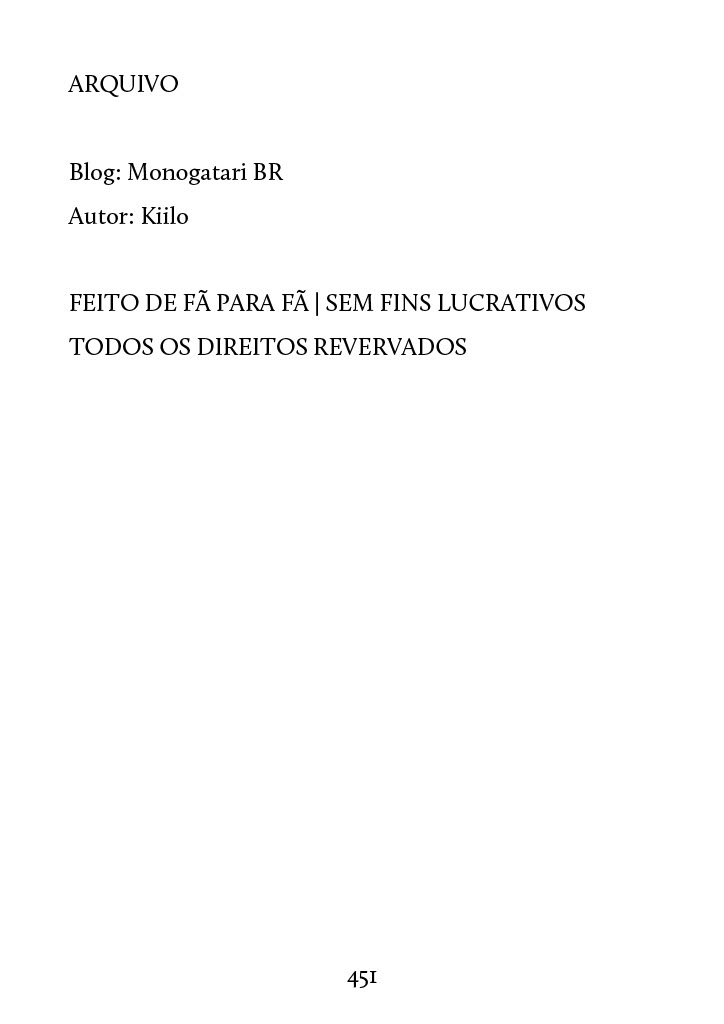 ARQUIVO
Blog: Monogatari BR
Autor: Kiilo
FEITO DE FÃ PARA FÃ | SEM FINS LUCRATIVOS
TODOS OS DIREITOS REVERVADOS
451